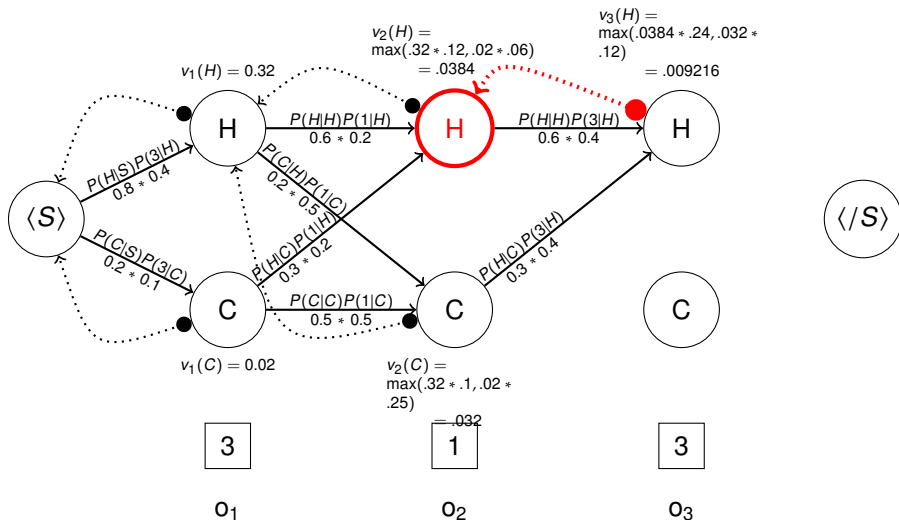 v₃(H) =
max(.0384 * .24, .032 *
.12)
= .009216
v₂(H) =
max(.32 * .12, .02 * .06)
= .0384
v₁(H) = 0.32
H
P(H|H)P(1|H)
0.6 * 0.2
H
P(H|H)P(3|H)
0.6 * 0.4
H
P(H|S)P(3|H)
0.8 * 0.4
P(C|H)P(1|C)
0.2 * 0.5
⟨S⟩
⟨/S⟩
P(C|S)P(3|C)
0.2 * 0.1
P(H|C)P(1|H)
0.3 * 0.2
P(H|C)P(3|H)
0.3 * 0.4
C
P(C|C)P(1|C)
0.5 * 0.5
C
C
v₁(C) = 0.02
v₂(C) =
max(.32 * .1, .02 *
.25)
= .032
3
1
3
o₁
o₂
o₃